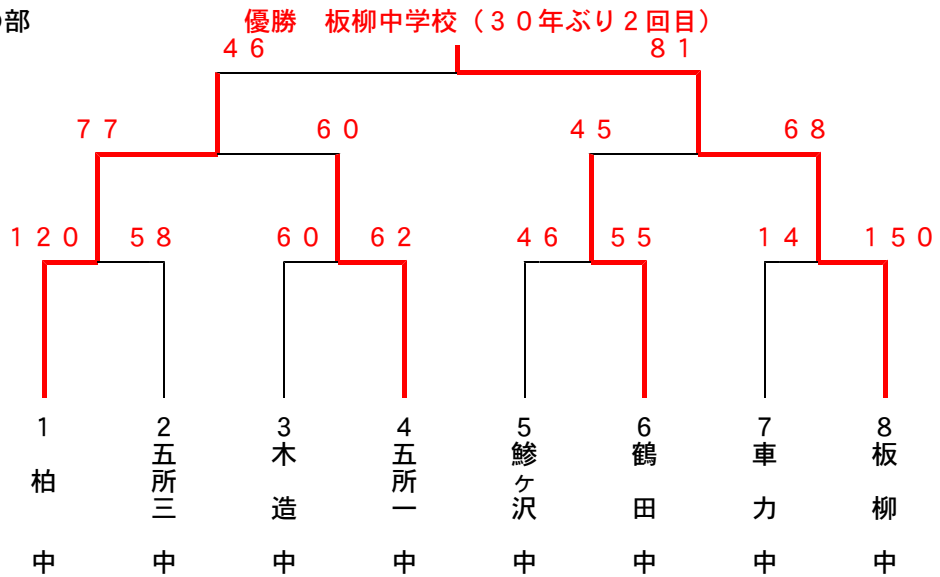 の部
優勝　板柳中学校（３０年ぶり２回目）
４６
８１
７７
６０
４５
６８
１２０
５８
６０
６２
４６
５５
１４
１５０
1
柏中
2
五所三中
3
木造中
4
五所一中
5
鰺ヶ沢中
6
鶴田中
7
車力中
8
板柳中